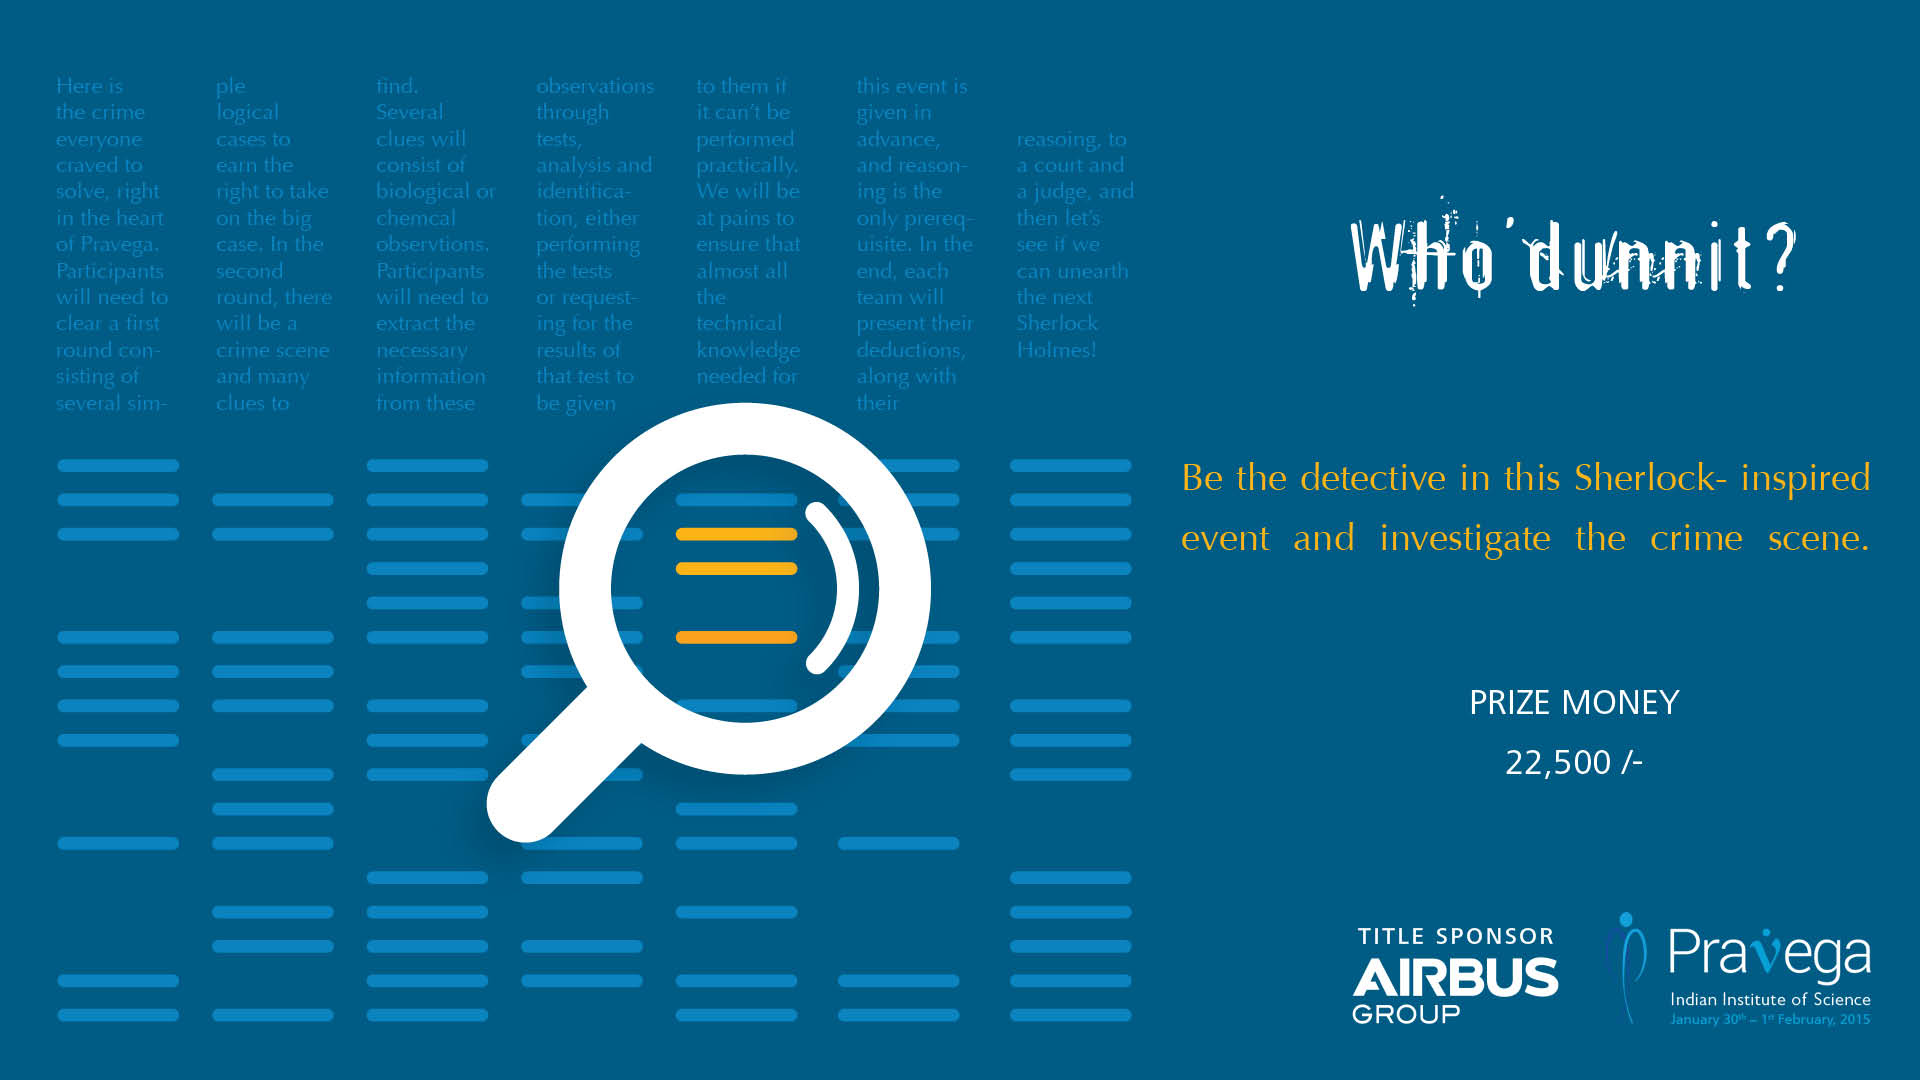 Here is
the crime
everyone
craved to
solve, right
in the heart
of Pravega.
Participants
will need to
clear a first
round con-
sisting of
several sim-
ple
logical
cases to
earn the
right to take
on the big
case. In the
second
round, there
will be a
crime scene
and many
clues to
find.
Several
clues will
consist of
biological or
chemcal
observtions.
Participants
will need to
extract the
necessary
information
from these
observations
through
tests,
analysis and
identifica-
tion, either
performing
the tests
or request-
ing for the
results of
that test to
be given
to them if
it can't be
performed
practically.
We will be
at pains to
ensure that
almost all
the
technical
knowledge
needed for
this event is
given in
advance,
and reason-
ing is the
only prereq-
uisite. In the
end, each
team will
present their
deductions,
along with
their
reasoing, to
a court and
a judge, and
then let's
see if we
can unearth
the next
Sherlock
Holmes!
Who'dunnit?
Be the detective in this Sherlock- inspired
event and investigate the crime scene.
PRIZE MONEY
22,500 /-
TITLE SPONSOR
AIRBUS
GROUP
Pravega
Indian Institute of Science
January 30th – 1st February, 2015